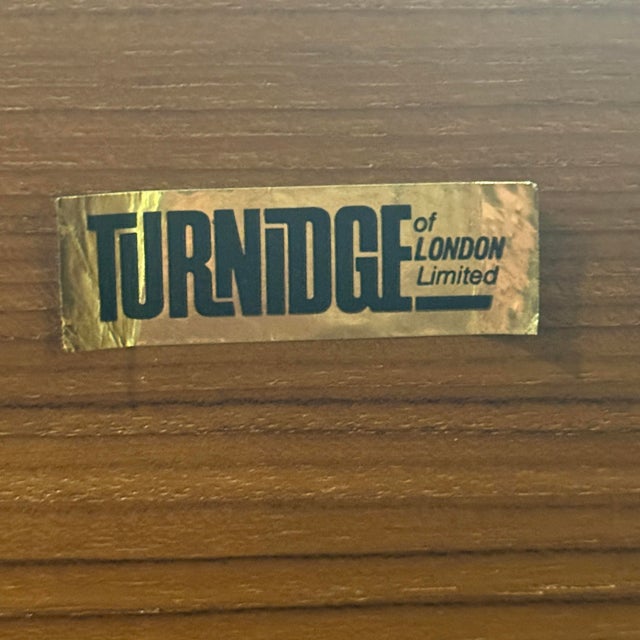 TURNiDGE
of
LONDON
Limited